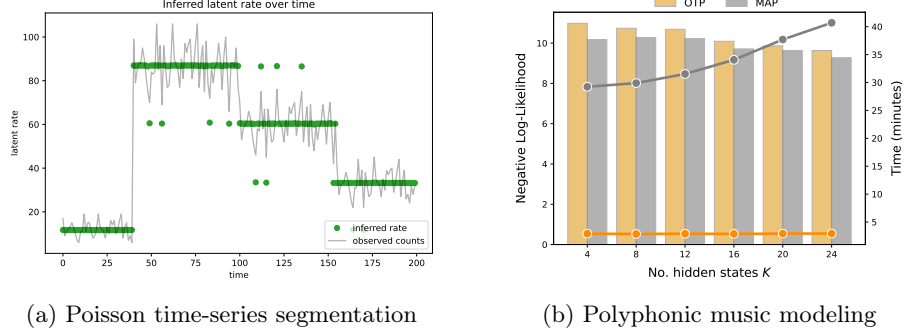 Inferred latent rate over time
latent rate
100
80
60
40
20
0
25
50
75
100
125
150
175
200
time
inferred rate
observed counts
(a) Poisson time-series segmentation
OTP
MAP
Negative Log-Likelihood
10
8
6
4
2
0
4
8
12
16
20
24
No. hidden states K
40
35
30
25
20
15
10
5
Time (minutes)
(b) Polyphonic music modeling